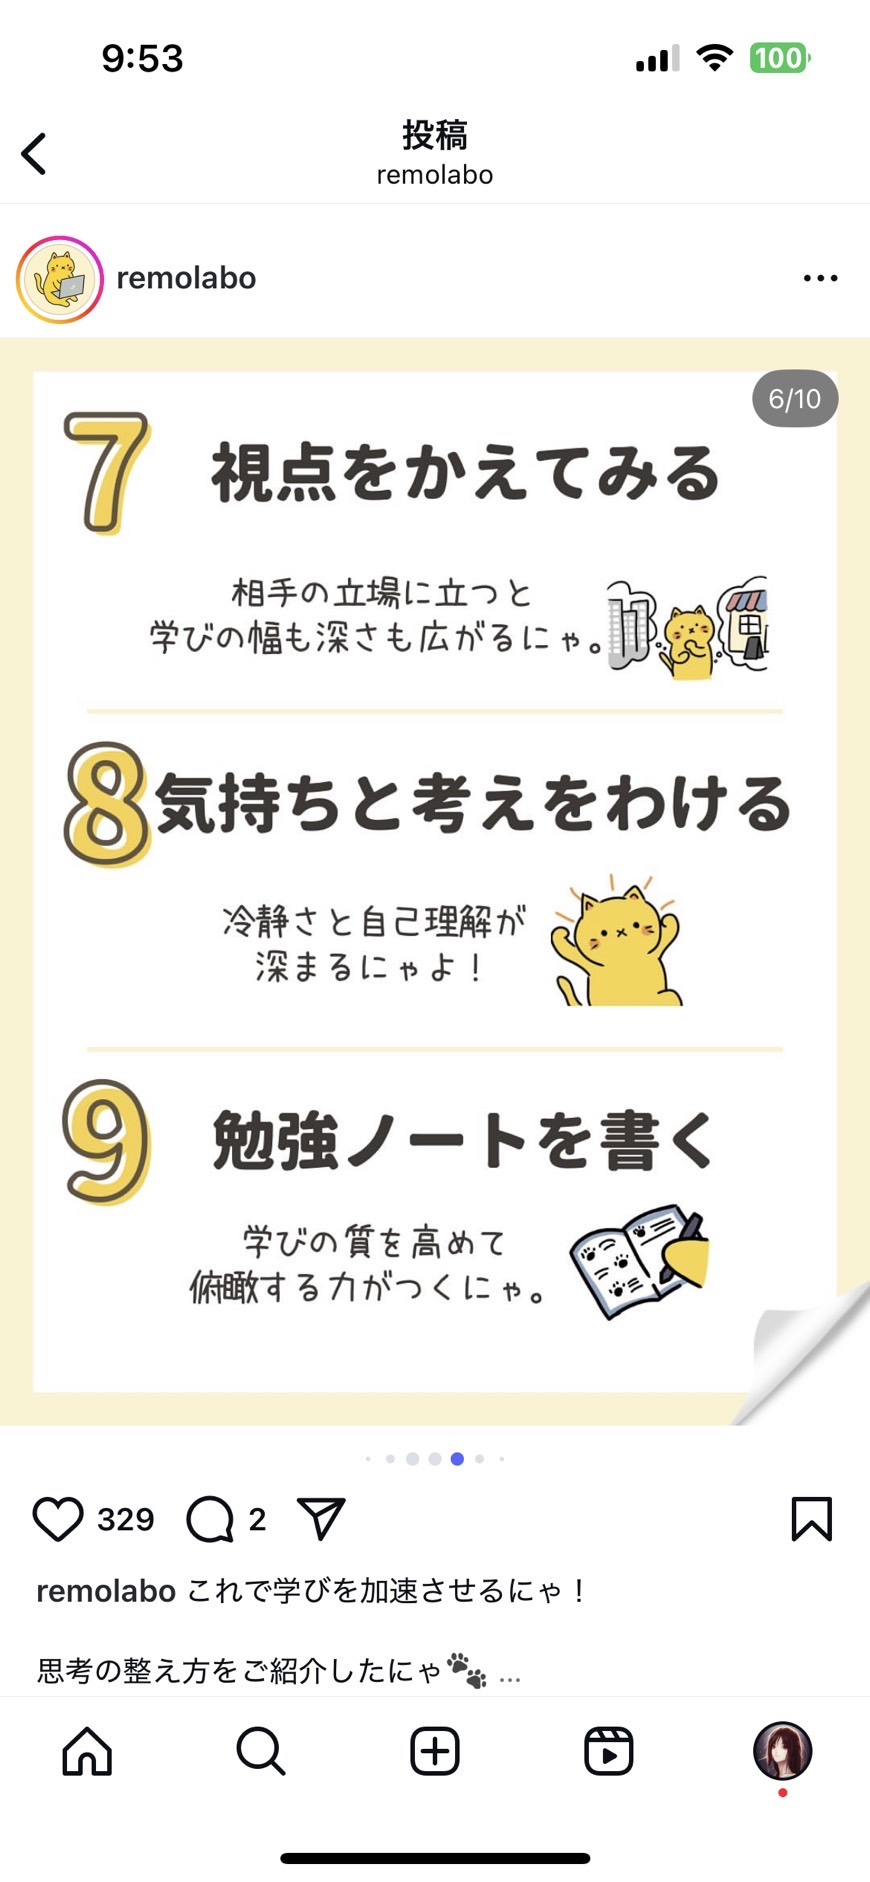 9:53
100
投稿
remolabo
remolabo
6/10
7 視点をかえてみる
相手の立場に立つと
学びの幅も深さも広がるにゃ。
8 気持ちと考えをわける
冷静さと自己理解が
深まるにゃよ！
9 勉強ノートを書く
学びの質を高めて
俯瞰する力がつくにゃ。
329 2
remolabo これで学びを加速させるにゃ！
思考の整え方をご紹介したにゃ🐾 ...